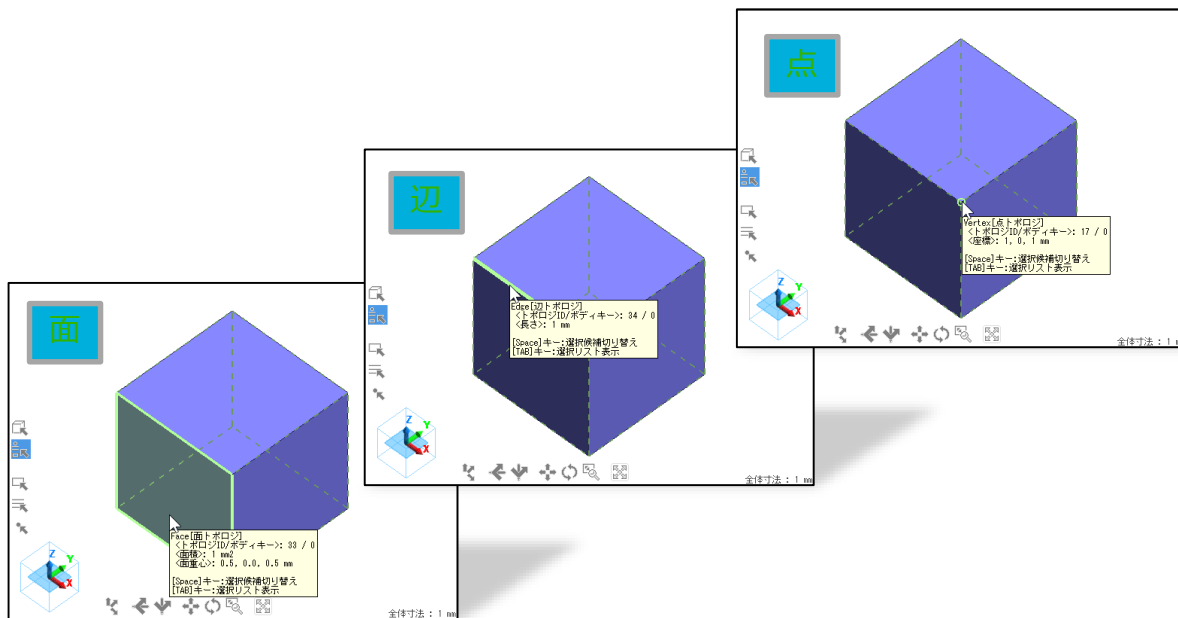 面
Face[面トポロジ]
<トポロジID/ボディキー>: 33 / 0
<面積>: 1 mm2
<面重心>: 0.5, 0.0, 0.5 mm
[Space]キー:選択候補切り替え
[TAB]キー:選択リスト表示
Z
Y
X
全体寸法 : 1 m
辺
Edge[辺トポロジ]
<トポロジID/ボディキー>: 34 / 0
<長さ>: 1 mm
[Space]キー:選択候補切り替え
[TAB]キー:選択リスト表示
Z
Y
X
全体寸法 : 1 mm
点
Vertex[点トポロジ]
<トポロジID/ボディキー>: 17 / 0
<座標>: 1, 0, 1 mm
[Space]キー:選択候補切り替え
[TAB]キー:選択リスト表示
Z
Y
X
全体寸法 : 1 m